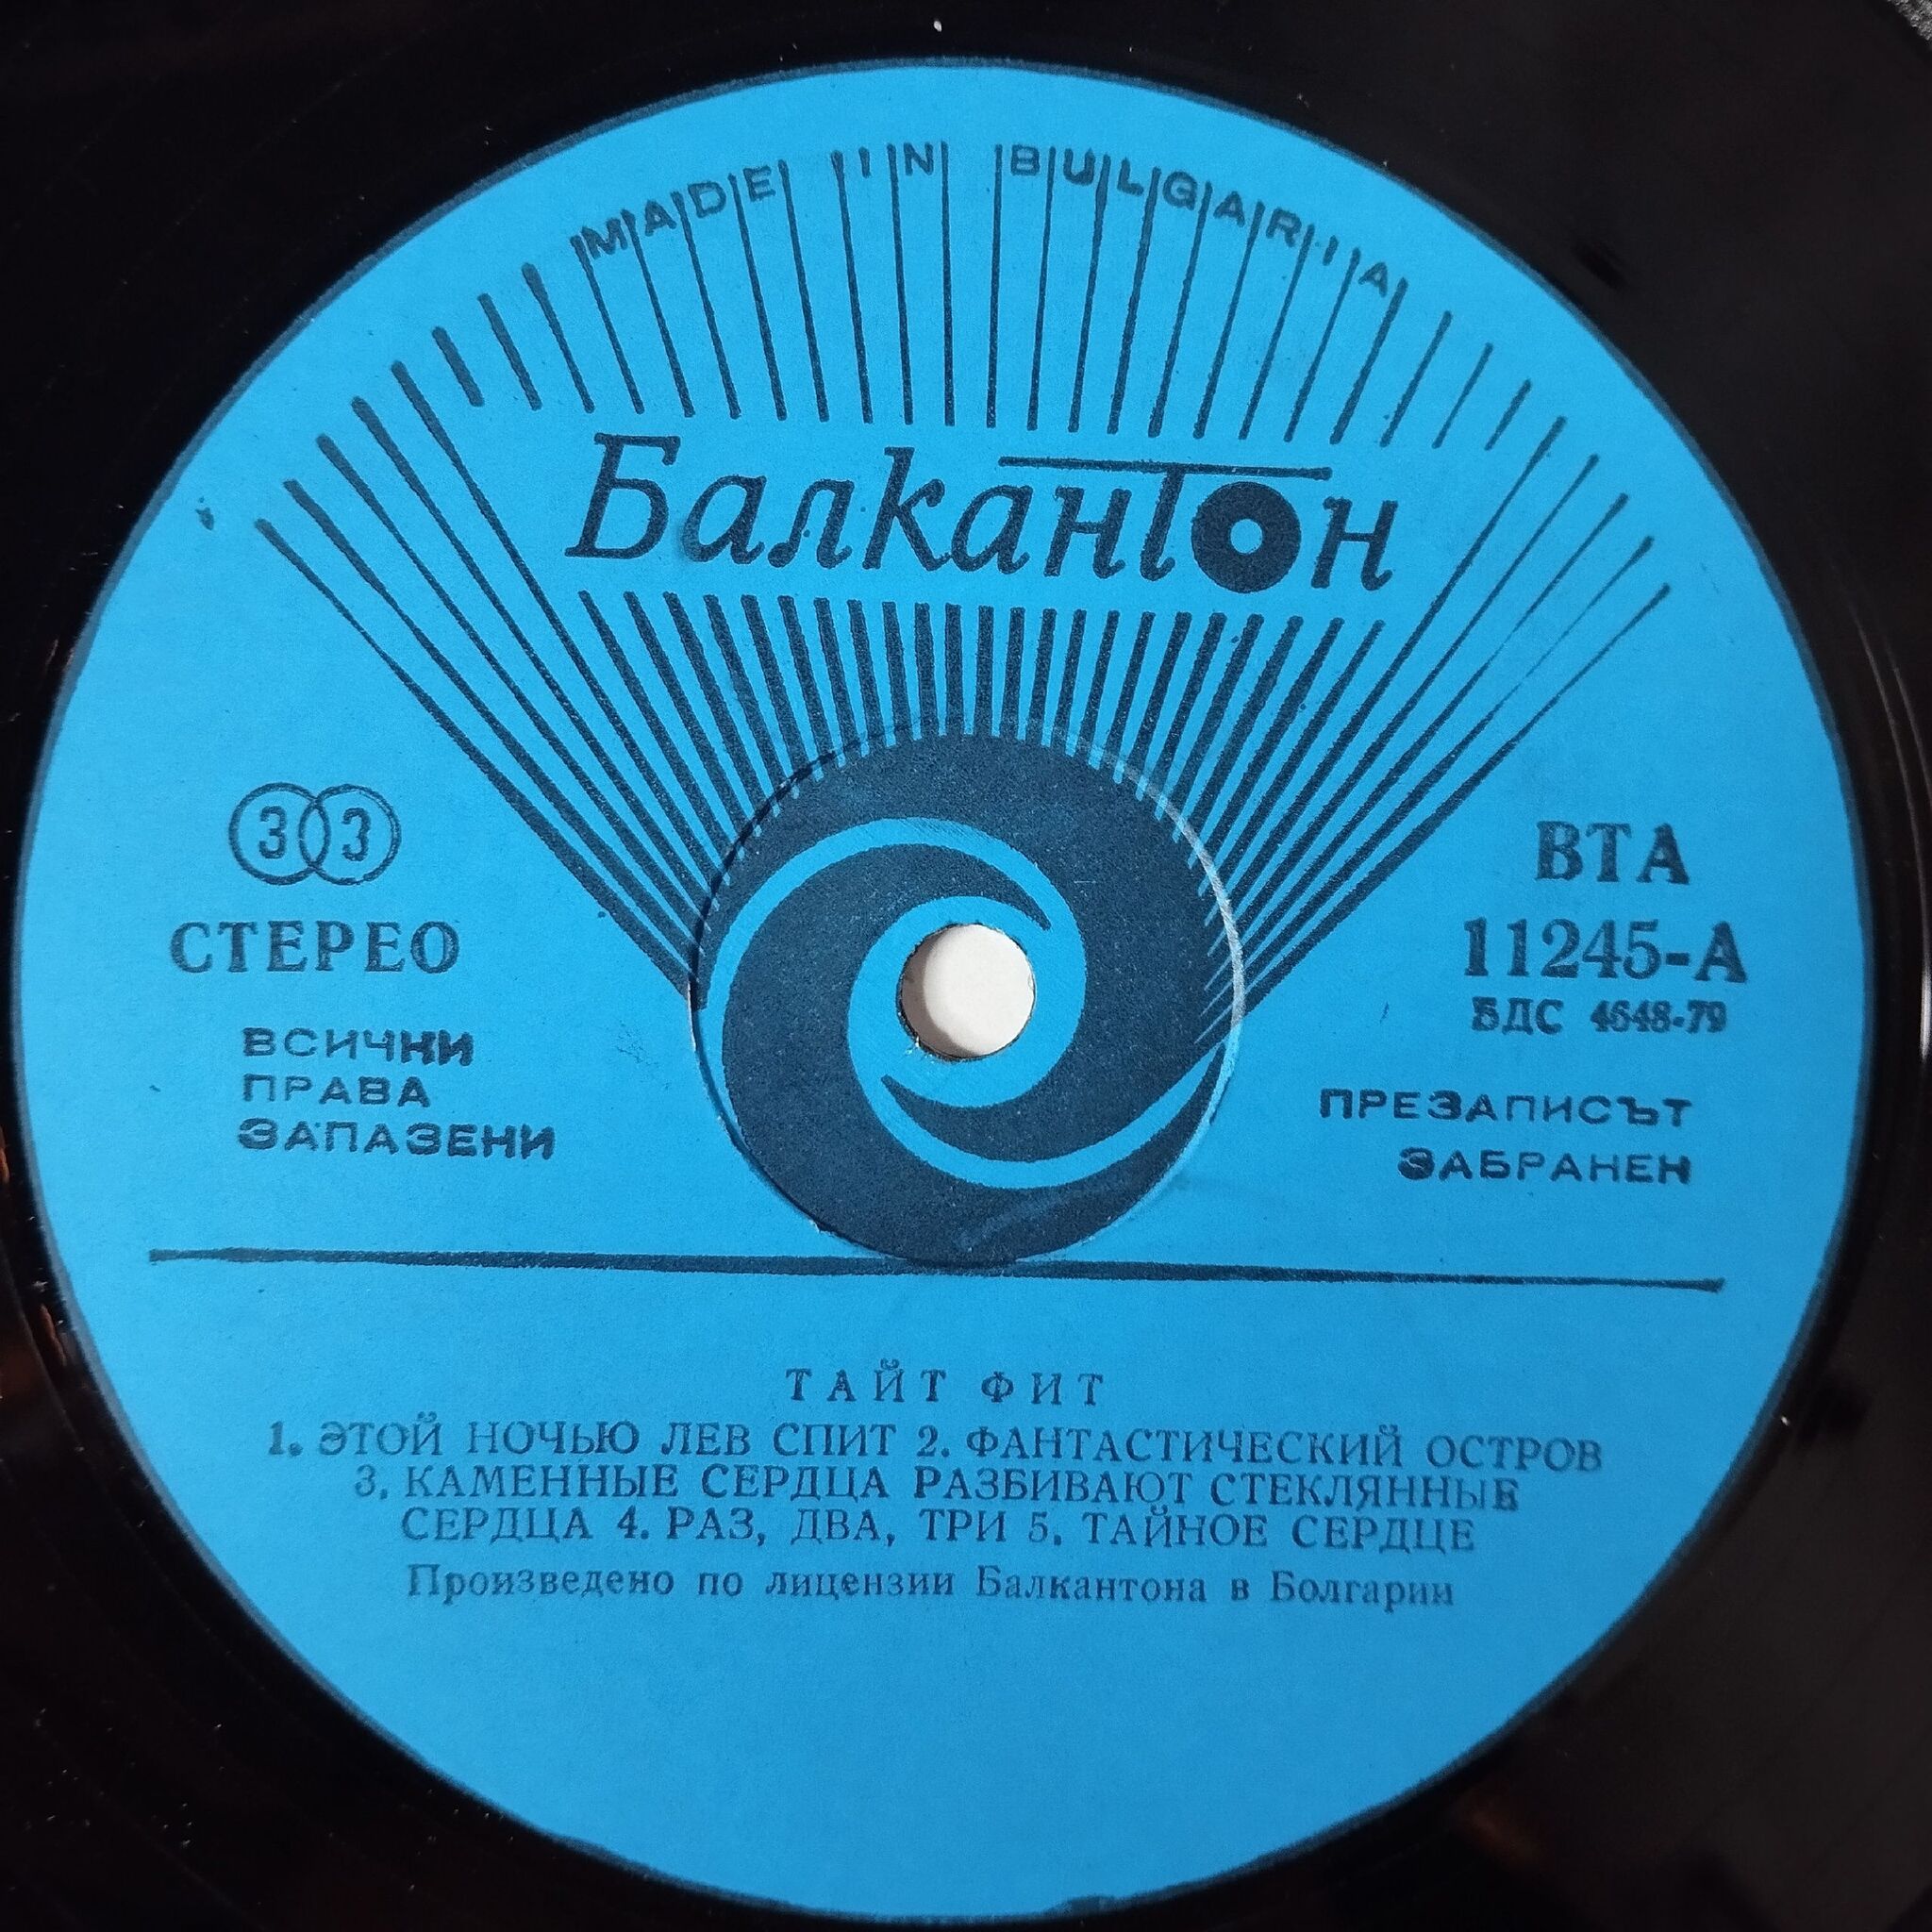 MADE IN BULGARIA
Балкантон
33
СТЕРЕО
ВСИЧКИ
ПРАВА
ЗАПАЗЕНИ
ВТА
11245-А
БДС 4648-79
ПРЕЗАПИСЪТ
ЗАБРАНЕН
ТАЙТ ФИТ
1. ЭТОЙ НОЧЬЮ ЛЕВ СПИТ 2. ФАНТАСТИЧЕСКИЙ ОСТРОВ
3. КАМЕННЫЕ СЕРДЦА РАЗБИВАЮТ СТЕКЛЯННЫЕ
СЕРДЦА 4. РАЗ, ДВА, ТРИ 5. ТАЙНОЕ СЕРДЦЕ
Произведено по лицензии Балкантона в Болгарии